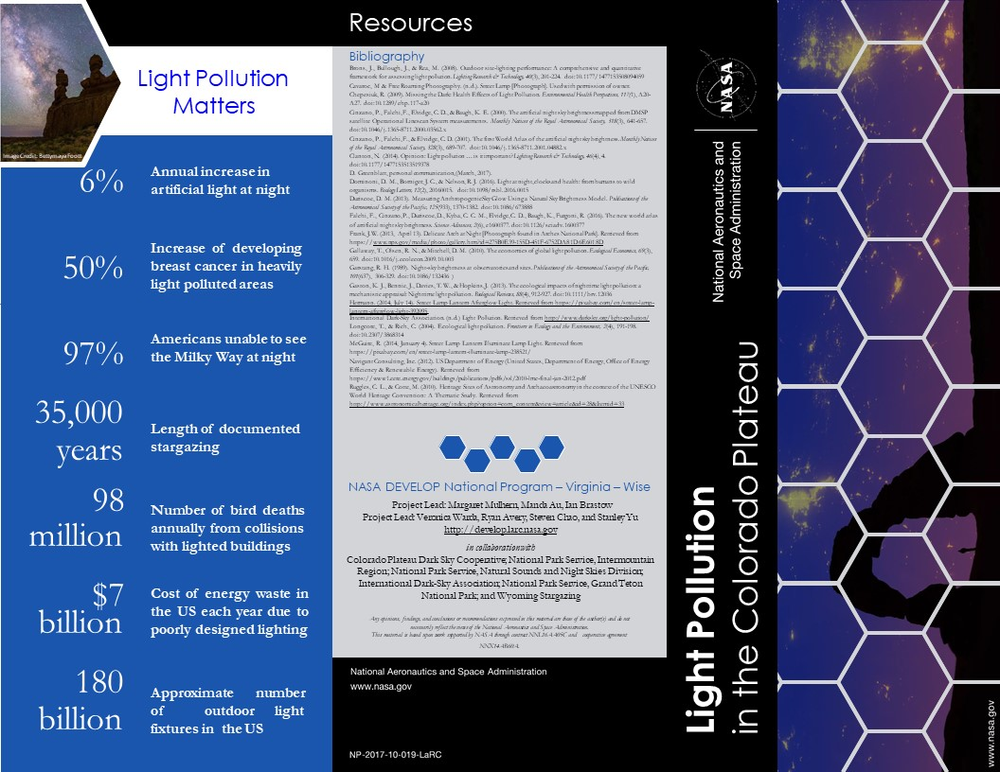 Image Credit: Bettymaya Foott
Light Pollution
Matters
6%
Annual increase in
artificial light at night
50%
Increase of developing
breast cancer in heavily
light polluted areas
97%
Americans unable to see
the Milky Way at night
35,000
years
Length of documented
stargazing
98
million
Number of bird deaths
annually from collisions
with lighted buildings
$7
billion
Cost of energy waste in
the US each year due to
poorly designed lighting
180
billion
Approximate number
of outdoor light
fixtures in the US
Resources
Bibliography
Brons, J., Bullough, J., & Rea, M. (2008). Outdoor site-lighting performance: A comprehensive and quantitative
framework for assessing light pollution. Lighting Research & Technology, 40(3), 201-224. doi:10.1177/1477153508094059
Cavaroc, M & Free Roaming Photography. (n.d.). Street Lamp [Photograph]. Used with permission of owner.
Chepesiuk, R. (2009). Missing the Dark: Health Effects of Light Pollution. Environmental Health Perspectives, 117(1), A20-
A27. doi:10.1289/ehp.117-a20
Cinzano, P., Falchi, F., Elvidge, C. D., & Baugh, K. E. (2000). The artificial night sky brightness mapped from DMSP
satellite Operational Linescan System measurements. Monthly Notices of the Royal Astronomical Society, 318(3), 641-657.
doi:10.1046/j.1365-8711.2000.03562.x
Cinzano, P., Falchi, F., & Elvidge, C. D. (2001). The first World Atlas of the artificial night sky brightness. Monthly Notices
of the Royal Astronomical Society, 328(3), 689-707. doi:10.1046/j.1365-8711.2001.04882.x
Clanton, N. (2014). Opinion: Light pollution ... is it important? Lighting Research & Technology, 46(4), 4.
doi:10.1177/1477153513519378
D. Greenblatt, personal communication, (March, 2017).
Dominoni, D. M., Borniger, J. C., & Nelson, R. J. (2016). Light at night, clocks and health: from humans to wild
organisms. Biology Letters, 12(2), 20160015. doi:10.1098/rsbl.2016.0015
Duriscoe, D. M. (2013). Measuring Anthropogenic Sky Glow Using a Natural Sky Brightness Model. Publications of the
Astronomical Society of the Pacific, 125(933), 1370-1382. doi:10.1086/673888
Falchi, F., Cinzano, P., Duriscoe, D., Kyba, C. C. M., Elvidge, C. D., Baugh, K., Furgoni, R. (2016). The new world atlas
of artificial night sky brightness. Science Advances, 2(6), e1600377. doi:10.1126/sciadv.1600377
Frank, J.W. (2013, April 13). Delicate Arch at Night [Photograph found in Arches National Park]. Retrieved from
Gallaway, T., Olsen, R. N., & Mitchell, D. M. (2010). The economics of global light pollution. Ecological Economics, 69(3),
659. doi:10.1016/j.ecolecon.2009.10.003
Garstang, R. H. (1989). Night-sky brightness at observatories and sites. Publications of the Astronomical Society of the Pacific,
101(637), 306-329. doi:10.1086/132436 )
Gaston, K. J., Bennie, J., Davies, T. W., & Hopkins, J. (2013). The ecological impacts of nighttime light pollution: a
mechanistic appraisal: Nighttime light pollution. Biological Reviews, 88(4), 912-927. doi:10.1111/brv.12036
Hermann. (2014, July 14). Street Lamp Lantern Afterglow Light. Retrieved from https://pixabay.com/en/street-lamp-
lantern-afterglow-light-392095
International Dark-Sky Association (n.d.) Light Pollution. Retrieved from http://www.darksky.org/light-pollution/
Longcore, T., & Rich, C. (2004). Ecological light pollution. Frontiers in Ecology and the Environment, 2(4), 191-198.
doi:10.2307/3868314
McGuire, R. (2014, January 4). Street Lamp Lantern Illuminate Lamp Light. Retrieved from
https://pixabay.com/en/street-lamp-lantern-illuminate-lamp-238521/
Navigant Consulting, Inc. (2012). US Department of Energy (United States, Department of Energy, Office of Energy
Efficiency & Renewable Energy). Retrieved from
https://www1.eere.energy.gov/buildings/publications/pdfs/ssl/2010-lmc-final-jan-2012.pdf
Ruggles, C. L., & Cotte, M. (2010). Heritage Sites of Astronomy and Archaeoastronomy in the context of the UNESCO
World Heritage Convention: A Thematic Study. Retrieved from
http://www.astronomicalheritage.org/index.php?option=com_content&view=article&id=28&Itemid=33
NASA DEVELOP National Program – Virginia – Wise
Project Lead: Margaret Mulhern, Manda Au, Ian Brastow
Project Lead: Veronica Warda, Ryan Avery, Steven Chao, and Stanley Yu
http://develop.larc.nasa.gov
in collaboration with
Colorado Plateau Dark Sky Cooperative; National Park Service, Intermountain
Region; National Park Service, Natural Sounds and Night Skies Division;
International Dark-Sky Association; National Park Service, Grand Teton
National Park; and Wyoming Stargazing
Any opinions, findings, and conclusions or recommendations expressed in this material are those of the author(s) and do not
necessarily reflect the views of the National Aeronautics and Space Administration.
This material is based upon work supported by NASA through contract NNL16AA05C and cooperative agreement
NNX14AB60A.
National Aeronautics and Space Administration
www.nasa.gov
NP-2017-10-019-LaRC
NASA
National Aeronautics and
Space Administration
Light Pollution
in the Colorado Plateau
www.nasa.gov